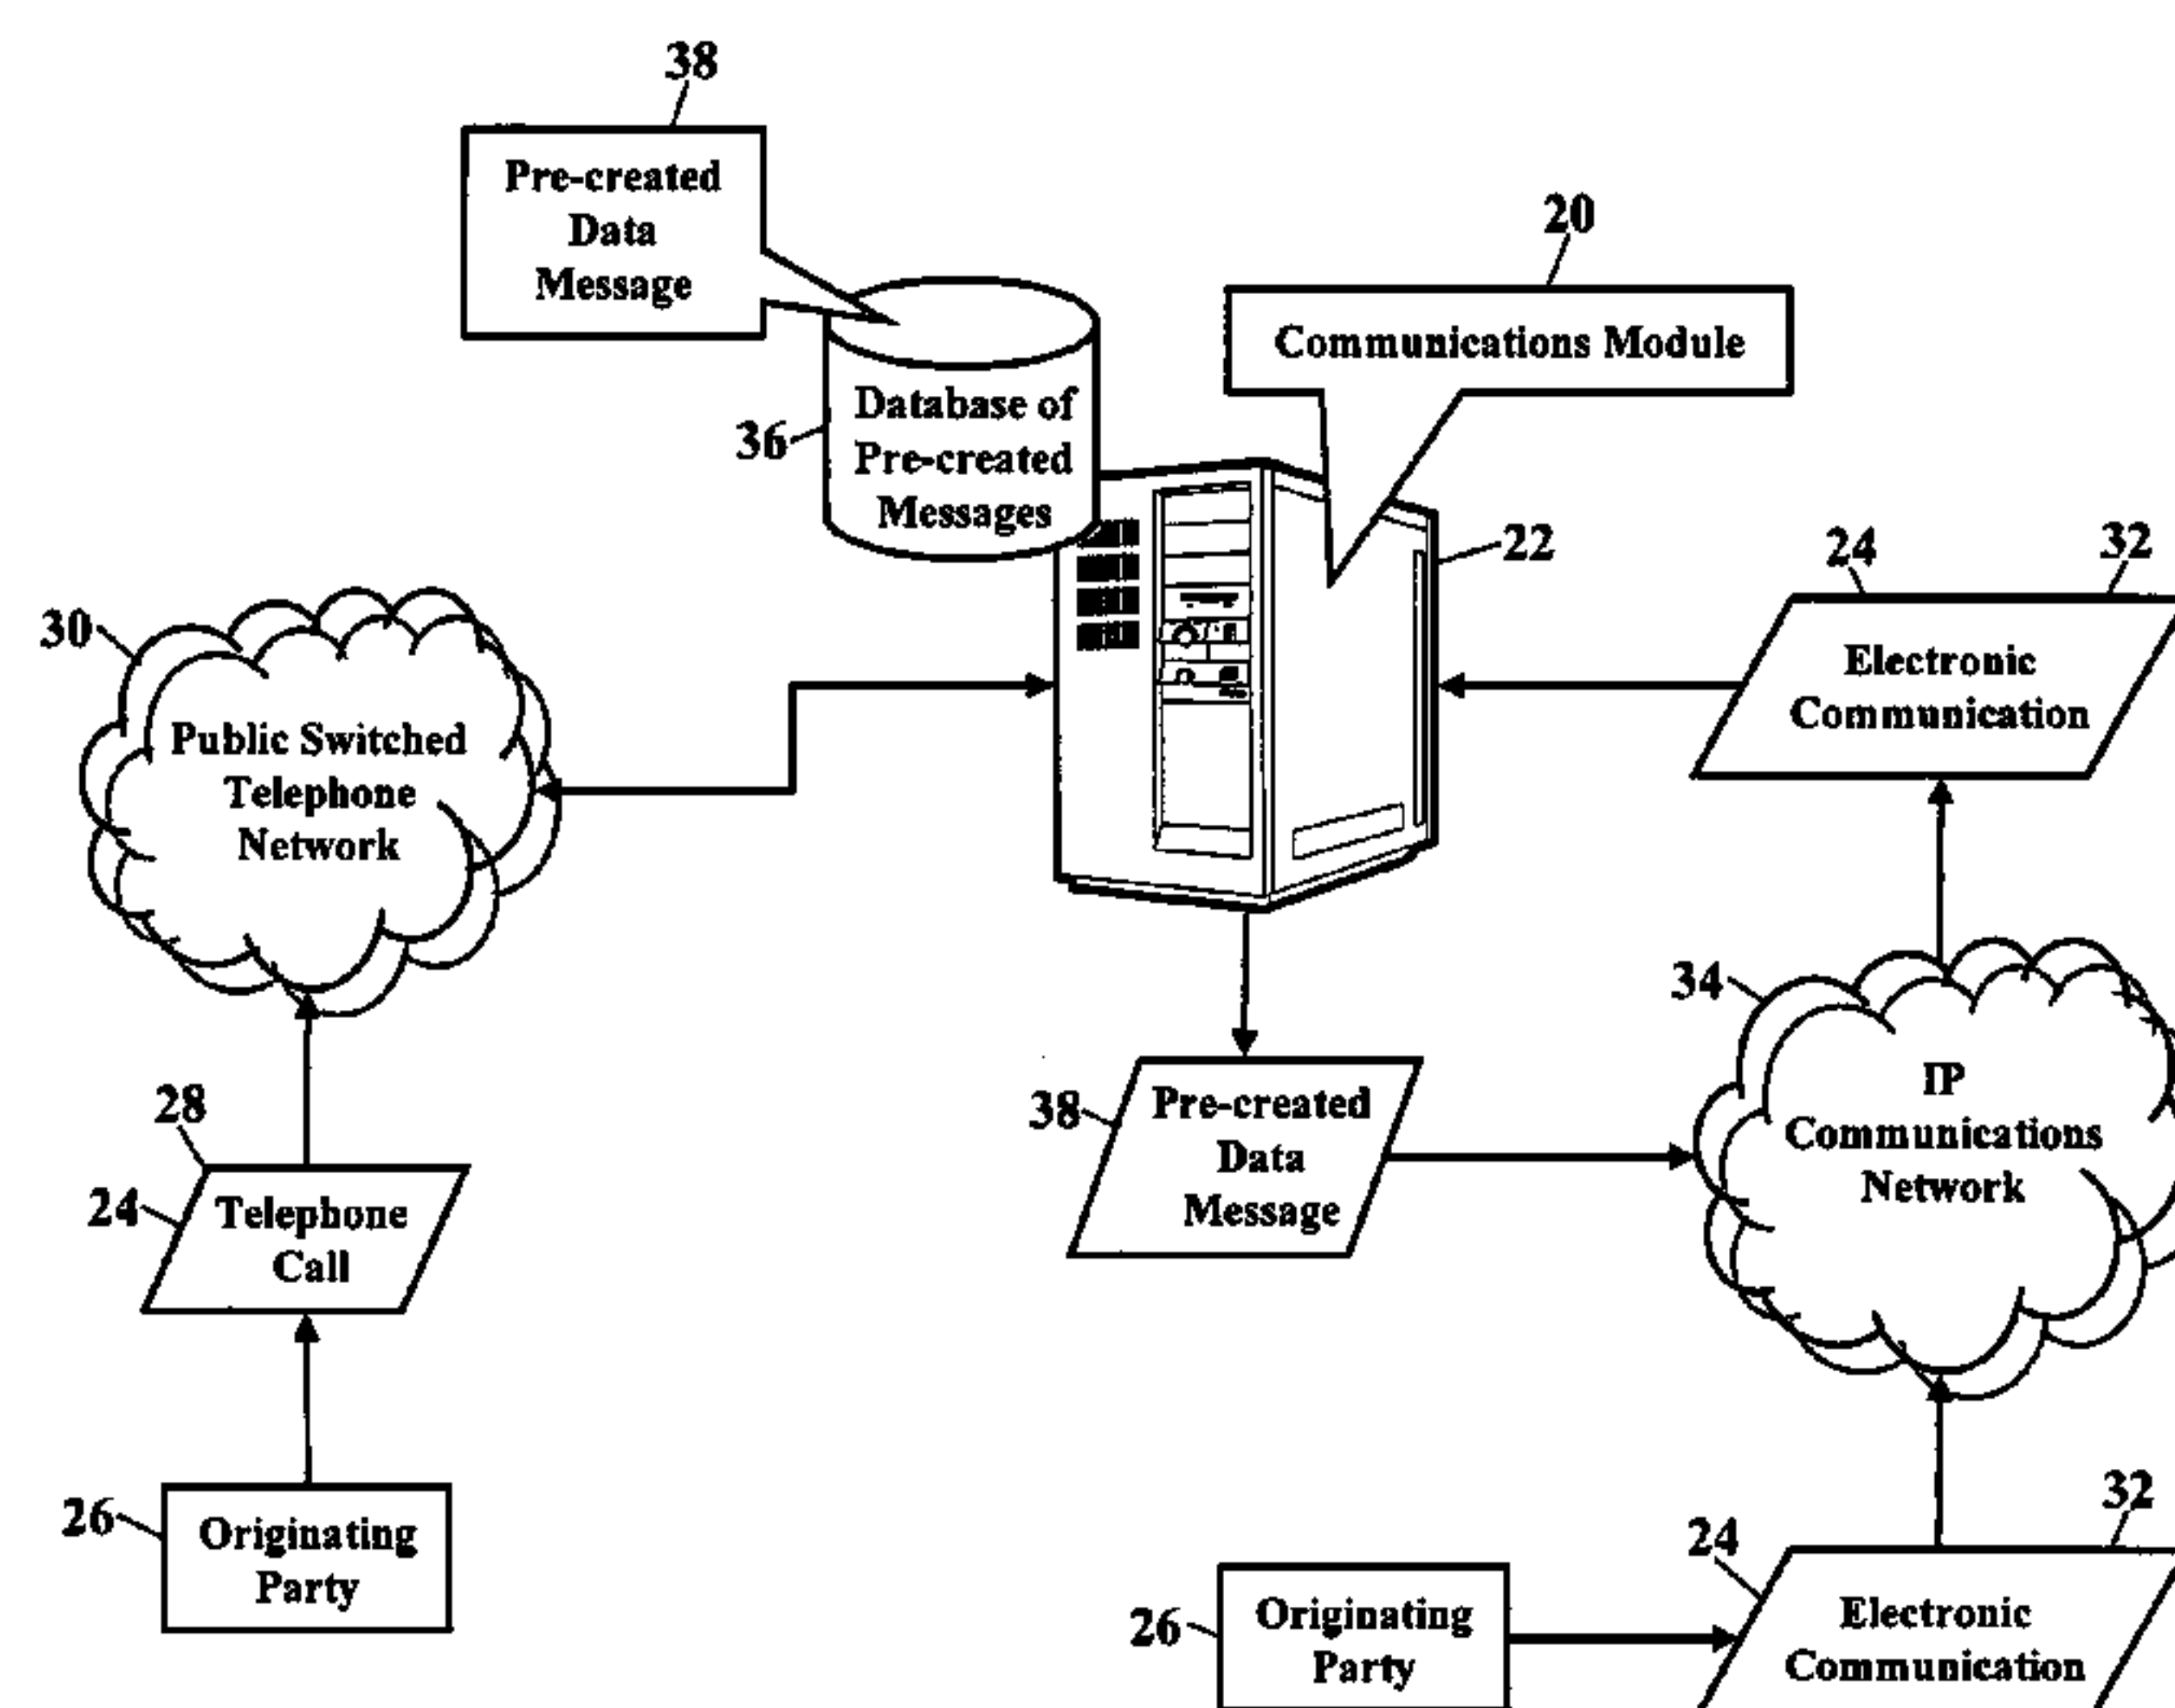 38
Pre-created
Data
Message
20
Communications Module
36
Database of
Pre-created
Messages
22
24
32
Electronic
Communication
30
Public Switched
Telephone
Network
34
IP
Communications
Network
38
Pre-created
Data
Message
28
24
Telephone
Call
26
Originating
Party
26
Originating
Party
24
32
Electronic
Communication